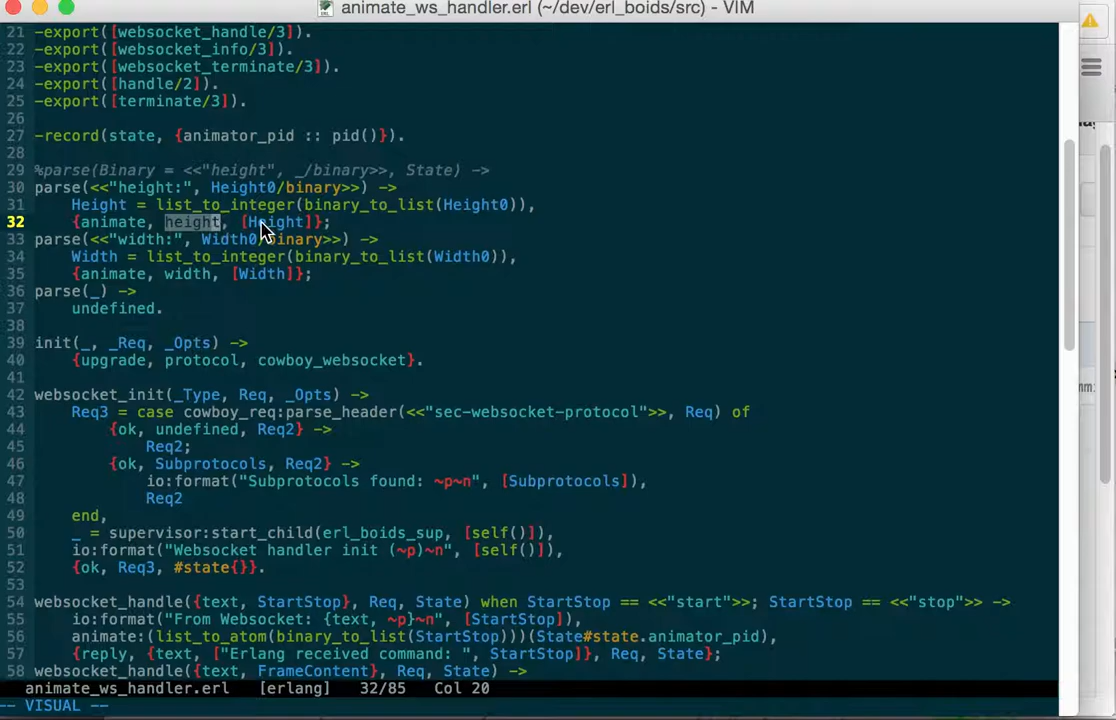 animate_ws_handler.erl (~/dev/erl_boids/src) - VIM
21 -export([websocket_handle/3]).
22 -export([websocket_info/3]).
23 -export([websocket_terminate/3]).
24 -export([handle/2]).
25 -export([terminate/3]).
26
27 -record(state, {animator_pid :: pid()}).
28
29 %parse(Binary = <<"height", _/binary>>, State) ->
30 parse(<<"height:", Height0/binary>>) ->
31 Height = list_to_integer(binary_to_list(Height0)),
32 {animate, height, [Height]};
33 parse(<<"width:", Width0/binary>>) ->
34 Width = list_to_integer(binary_to_list(Width0)),
35 {animate, width, [Width]};
36 parse(_) ->
37 undefined.
38
39 init(_, _Req, _Opts) ->
40 {upgrade, protocol, cowboy_websocket}.
41
42 websocket_init(_Type, Req, _Opts) ->
43 Req3 = case cowboy_req:parse_header(<<"sec-websocket-protocol">>, Req) of
44 {ok, undefined, Req2} ->
45 Req2;
46 {ok, Subprotocols, Req2} ->
47 io:format("Subprotocols found: ~p~n", [Subprotocols]),
48 Req2
49 end,
50 _ = supervisor:start_child(erl_boids_sup, [self()]),
51 io:format("Websocket handler init (~p)~n", [self()]),
52 {ok, Req3, #state{}}.
53
54 websocket_handle({text, StartStop}, Req, State) when StartStop == <<"start">>; StartStop == <<"stop">> ->
55 io:format("From Websocket: {text, ~p}~n", [StartStop]),
56 animate:(list_to_atom(binary_to_list(StartStop)))(State#state.animator_pid),
57 {reply, {text, ["Erlang received command: ", StartStop]}, Req, State};
58 websocket_handle({text, FrameContent}, Req, State) ->
animate_ws_handler.erl [erlang] 32/85 Col 20
-- VISUAL --